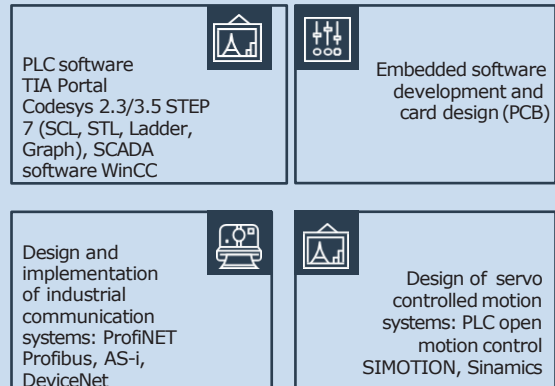 PLC software
TIA Portal
Codesys 2.3/3.5 STEP
7 (SCL, STL, Ladder,
Graph), SCADA
software WinCC
Embedded software
development and
card design (PCB)
Design and
implementation
of industrial
communication
systems: ProfiNET
Profibus, AS-i,
DeviceNet
Design of servo
controlled motion
systems: PLC open
motion control
SIMOTION, Sinamics